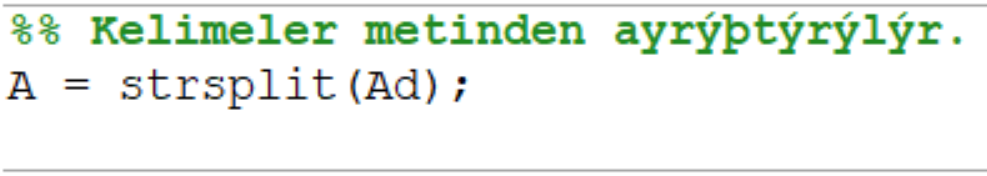 %% Kelimeler metinden ayrýþtýrýlýr.
A = strsplit(Ad);